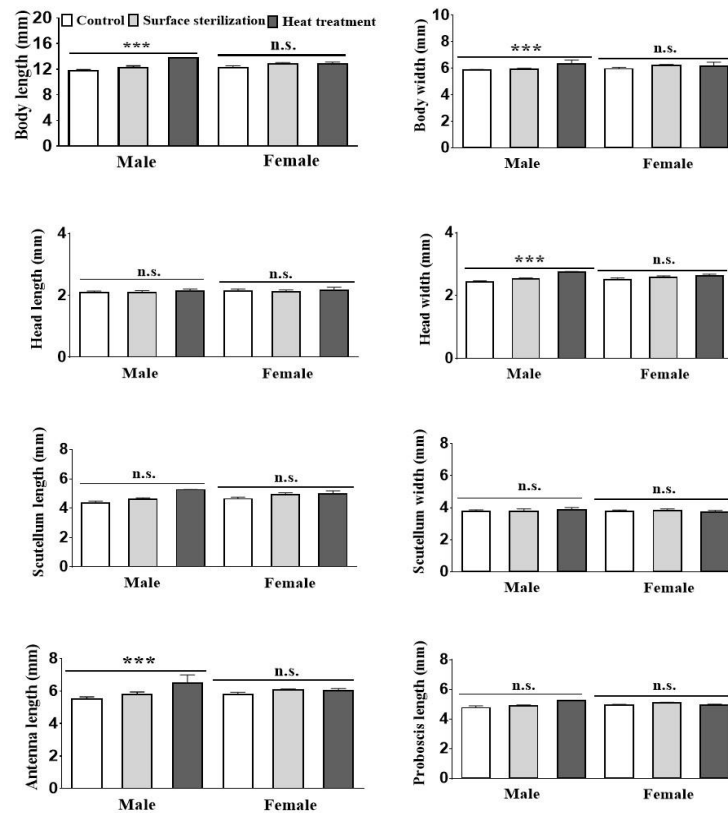 Control Surface sterilization Heat treatment
Body length (mm)
20
16
12
8
4
0
***
n.s.
Male Female
Body width (mm)
10
8
6
4
2
0
***
n.s.
Male Female
Head length (mm)
4
2
0
n.s.
n.s.
Male Female
Head width (mm)
4
2
0
***
n.s.
Male Female
Scutellum length (mm)
8
6
4
2
0
n.s.
n.s.
Male Female
Scutellum width (mm)
8
6
4
2
0
n.s.
n.s.
Male Female
Antenna length (mm)
8
6
4
2
0
***
n.s.
Male Female
Proboscis length (mm)
8
6
4
2
0
n.s.
n.s.
Male Female